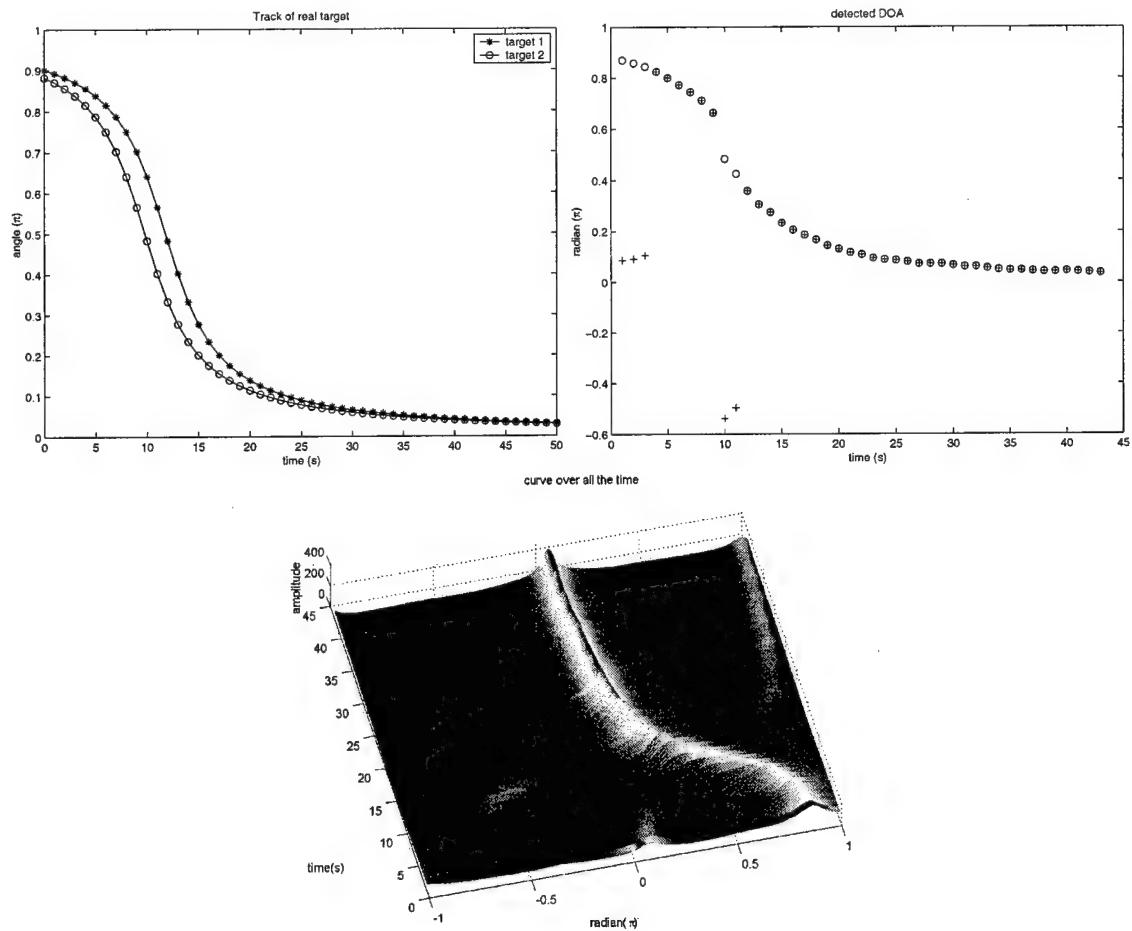 Track of real target
1
0.9
0.8
0.7
0.6
0.5
0.4
0.3
0.2
0.1
0
angle (π)
target 1
target 2
0 5 10 15 20 25 30 35 40 45 50
time (s)
detected DOA
1
0.8
0.6
0.4
0.2
0
−0.2
−0.4
−0.6
radian (π)
0 5 10 15 20 25 30 35 40 45
time (s)
curve over all the time
400
200
0
amplitude
45
40
35
30
25
20
15
10
5
0
time(s)
-1
-0.5
0
0.5
1
radian(π)